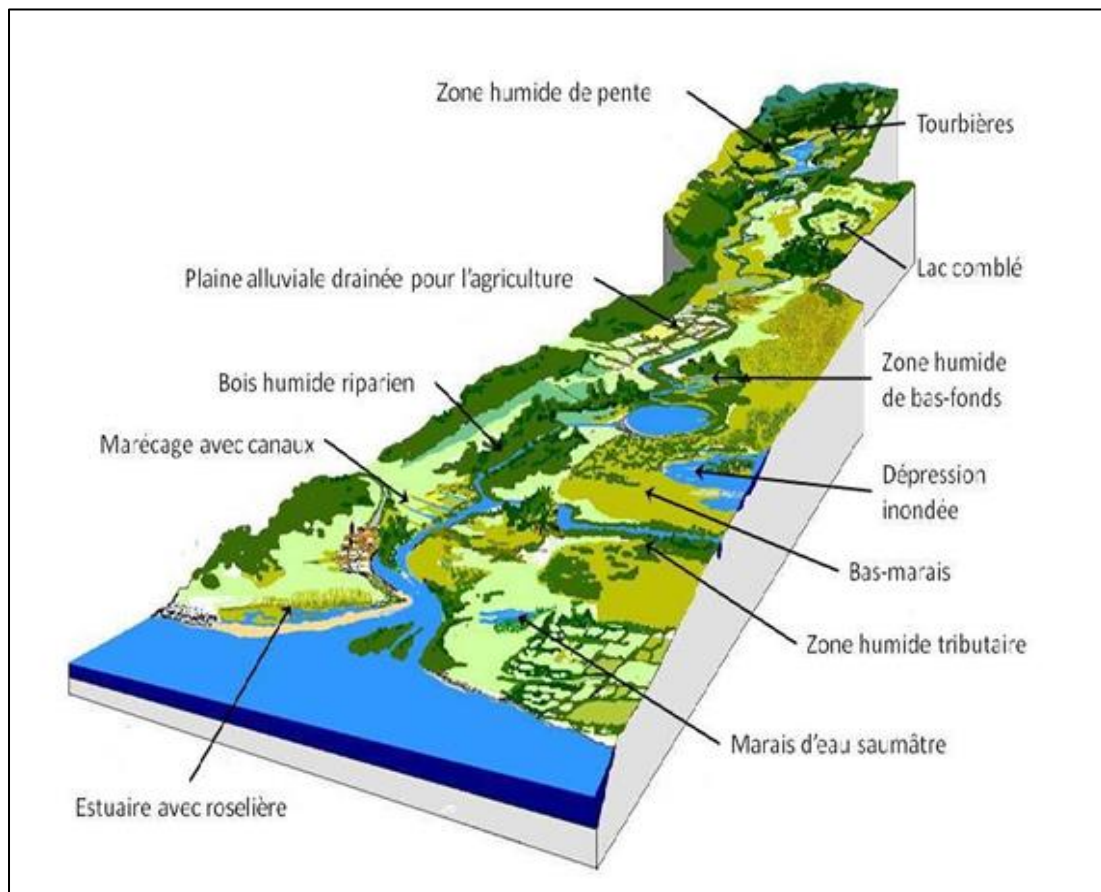 Zone humide de pente
Tourbières
Lac comblé
Plaine alluviale drainée pour l'agriculture
Zone humide
de bas-fonds
Bois humide riparien
Marécage avec canaux
Dépression
inondée
Bas-marais
Zone humide tributaire
Marais d'eau saumâtre
Estuaire avec roselière